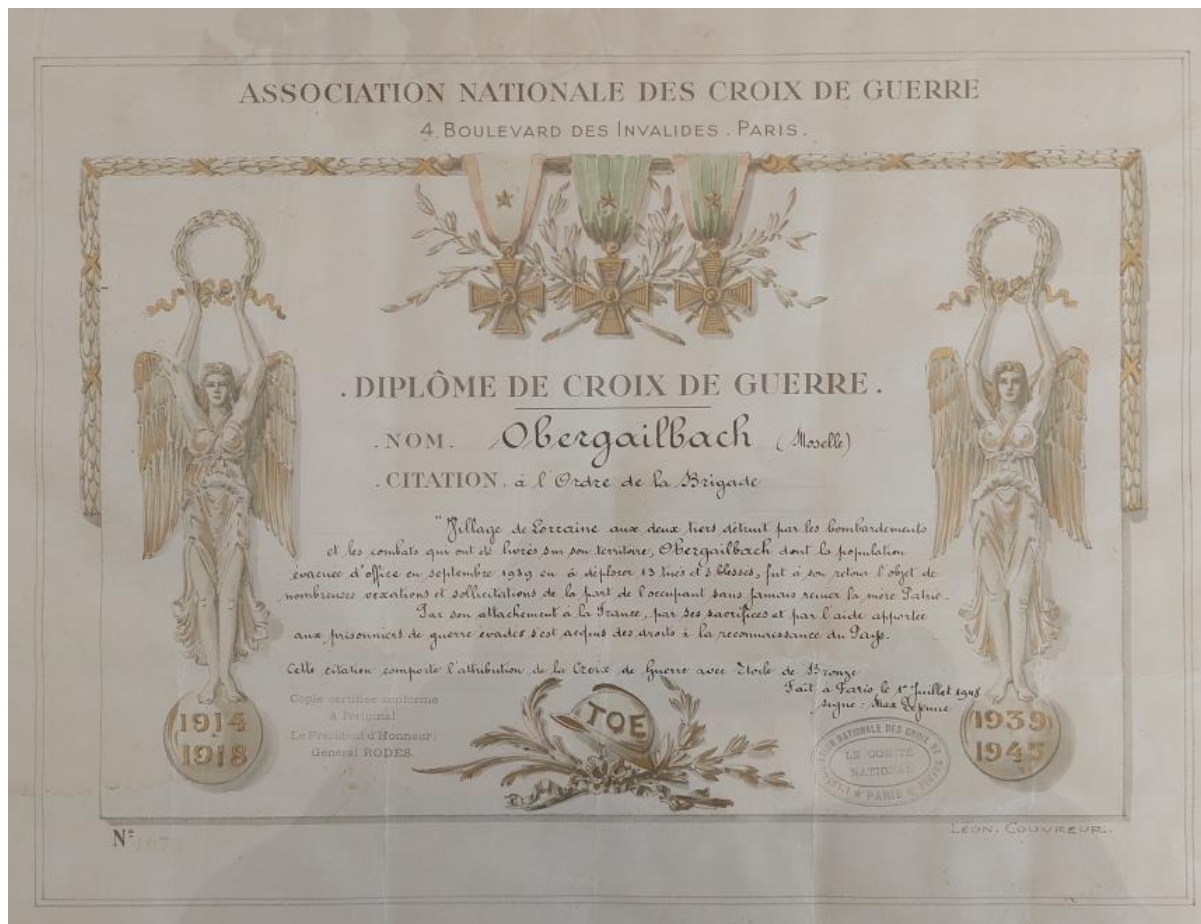 ASSOCIATION NATIONALE DES CROIX DE GUERRE
4, BOULEVARD DES INVALIDES . PARIS .
. DIPLÔME DE CROIX DE GUERRE .
. NOM . Obergailbach (Moselle)
. CITATION . à l'Ordre de la Brigade
"Village de Lorraine aux deux tiers détruit par les bombardements
et les combats qui ont été livrés sur son territoire, Obergailbach dont la population
évacuée d'office en septembre 1939 en à déplorer 13 tués et 3 blessés, fut à son retour l'objet de
nombreuses vexations et sollicitations de la part de l'occupant sans jamais renier la mère Patrie.
Par son attachement à la France, par ses sacrifices et par l'aide apportée
aux prisonniers de guerre évadés s'est acquis des droits à la reconnaissance du Pays.
Cette citation comporte l'attribution de la Croix de Guerre avec Etoile de Bronze
Fait à Paris, le 1er Juillet 1948
signé : Max Lejeune
Copie certifiée conforme
à l'original
Le Président d'Honneur :
Général RODES.
TOE
1914
1918
1939
1945
ASSOCIATION NATIONALE DES CROIX DE GUERRE
LE COMITÉ
NATIONAL
★ PARIS ★
N°
LÉON. COUVREUR.